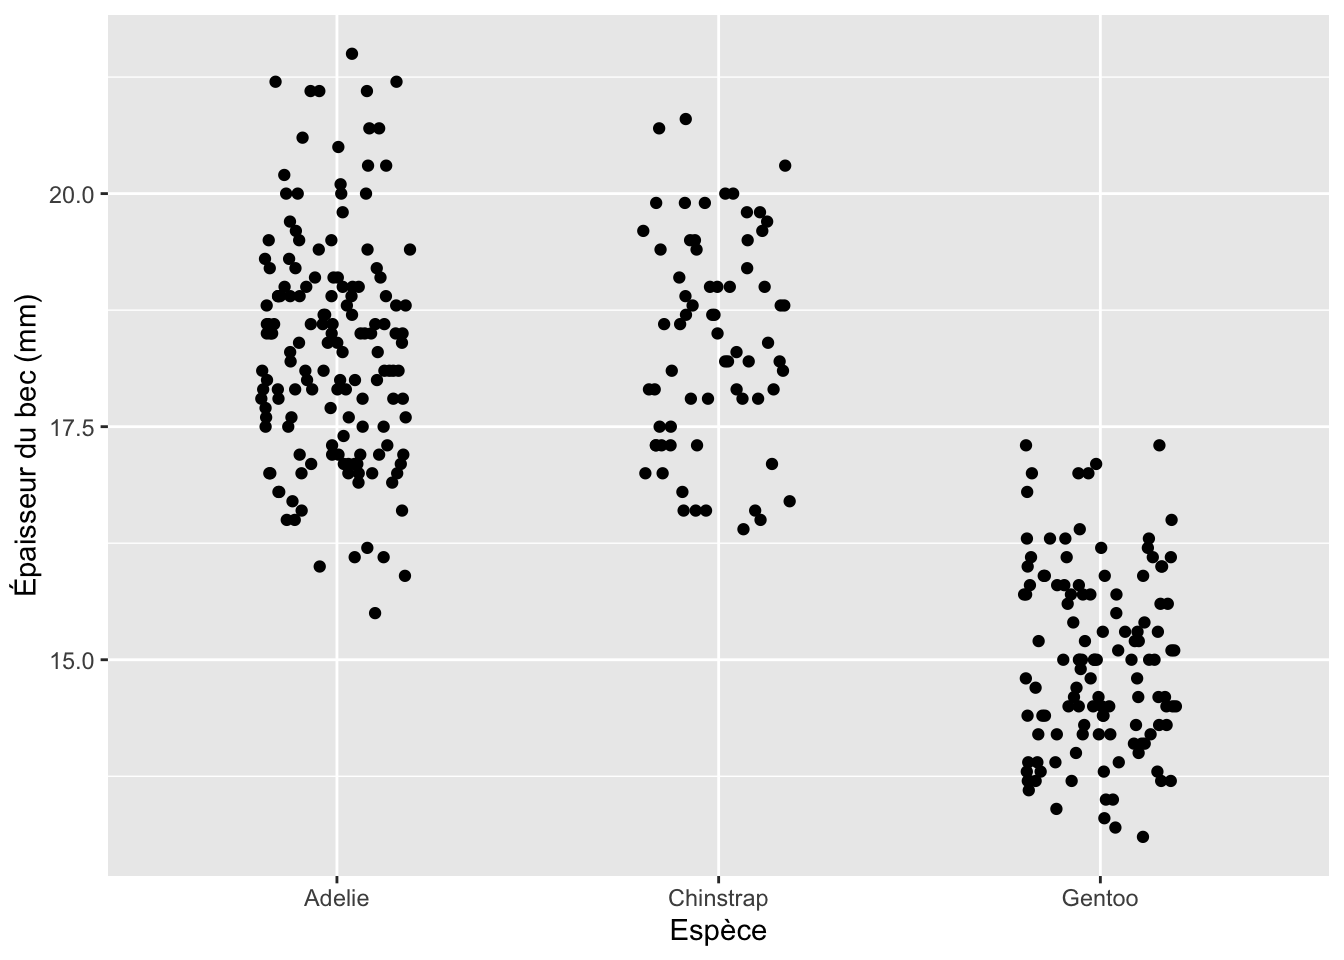 Épaisseur du bec (mm)
20.0
17.5
15.0
Adelie
Chinstrap
Gentoo
Espèce